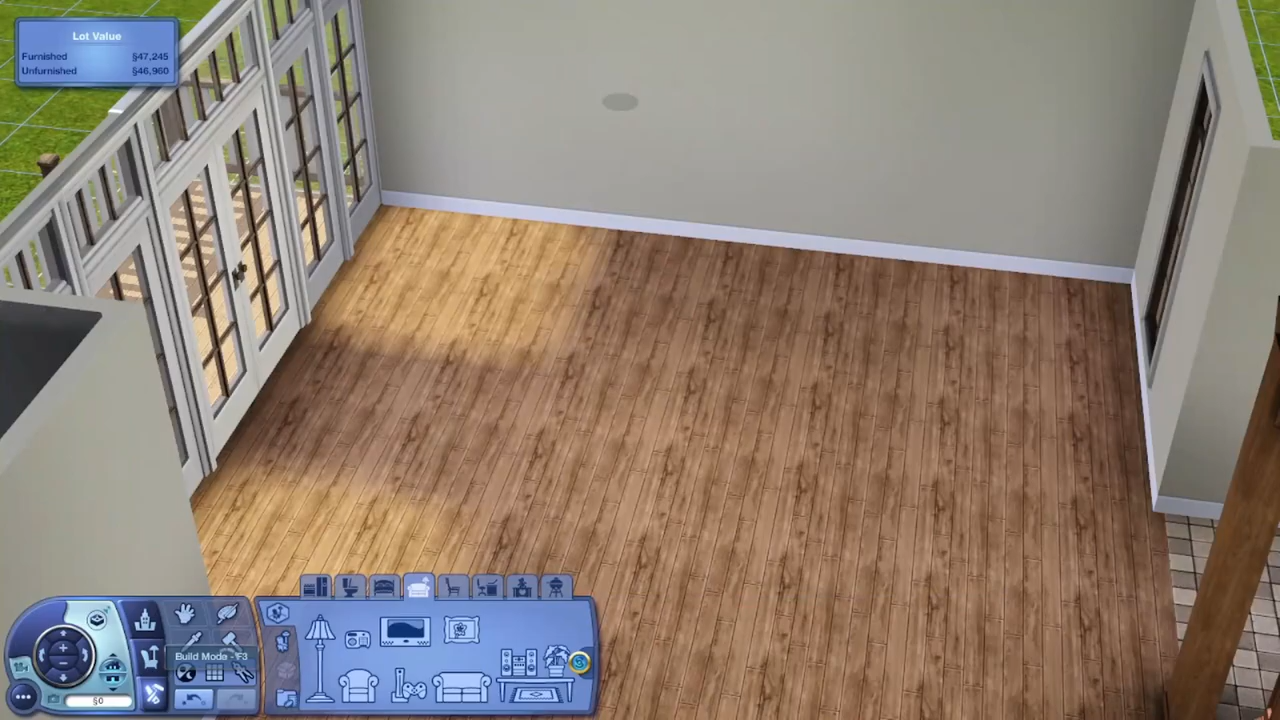 Lot Value
Furnished §47,245
Unfurnished §46,960
Build Mode - F3
§0